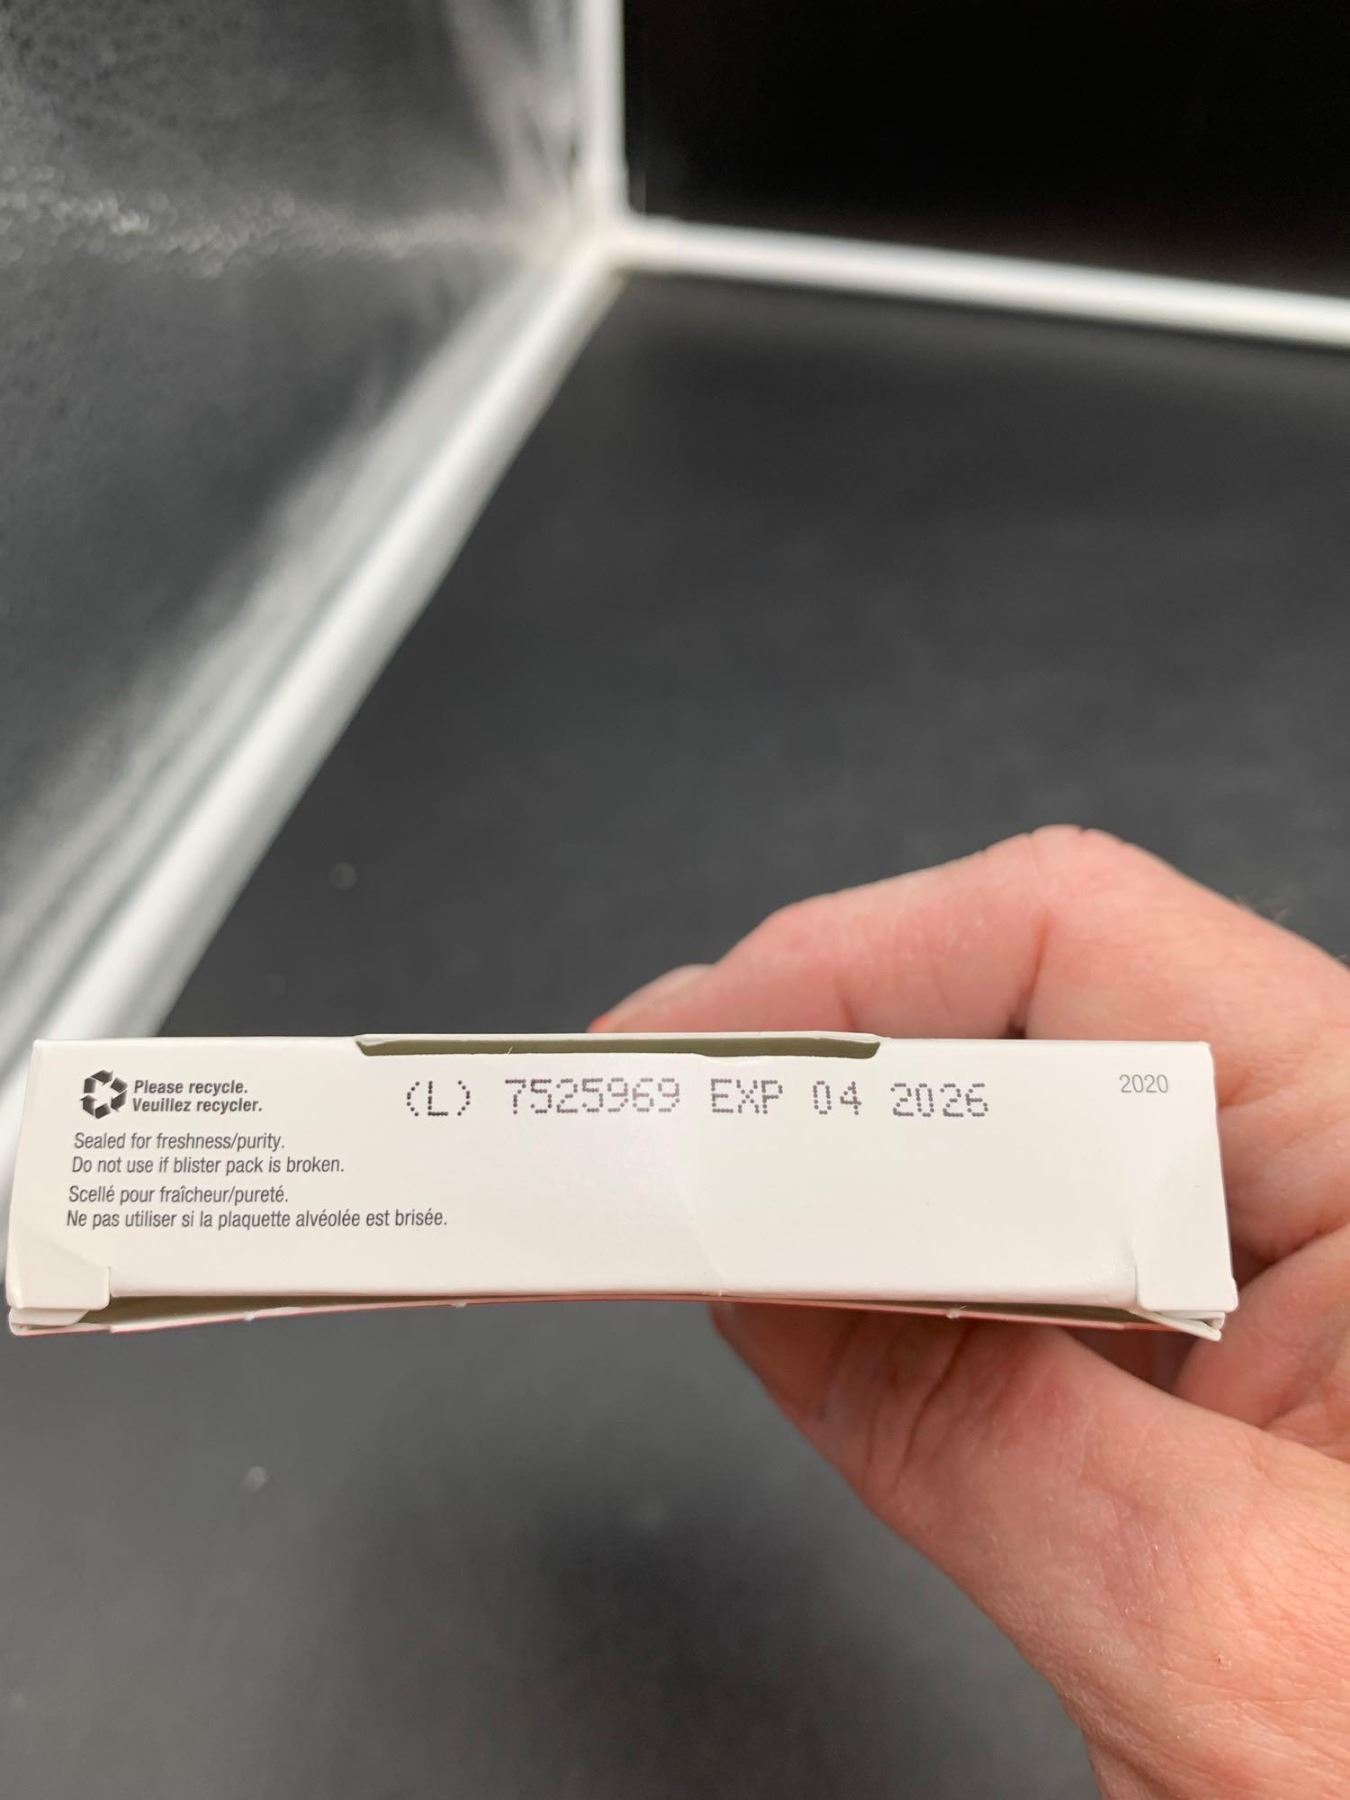 Please recycle.
Veuillez recycler.
(L) 7525969 EXP 04 2026
2020
Sealed for freshness/purity.
Do not use if blister pack is broken.
Scellé pour fraîcheur/pureté.
Ne pas utiliser si la plaquette alvéolée est brisée.